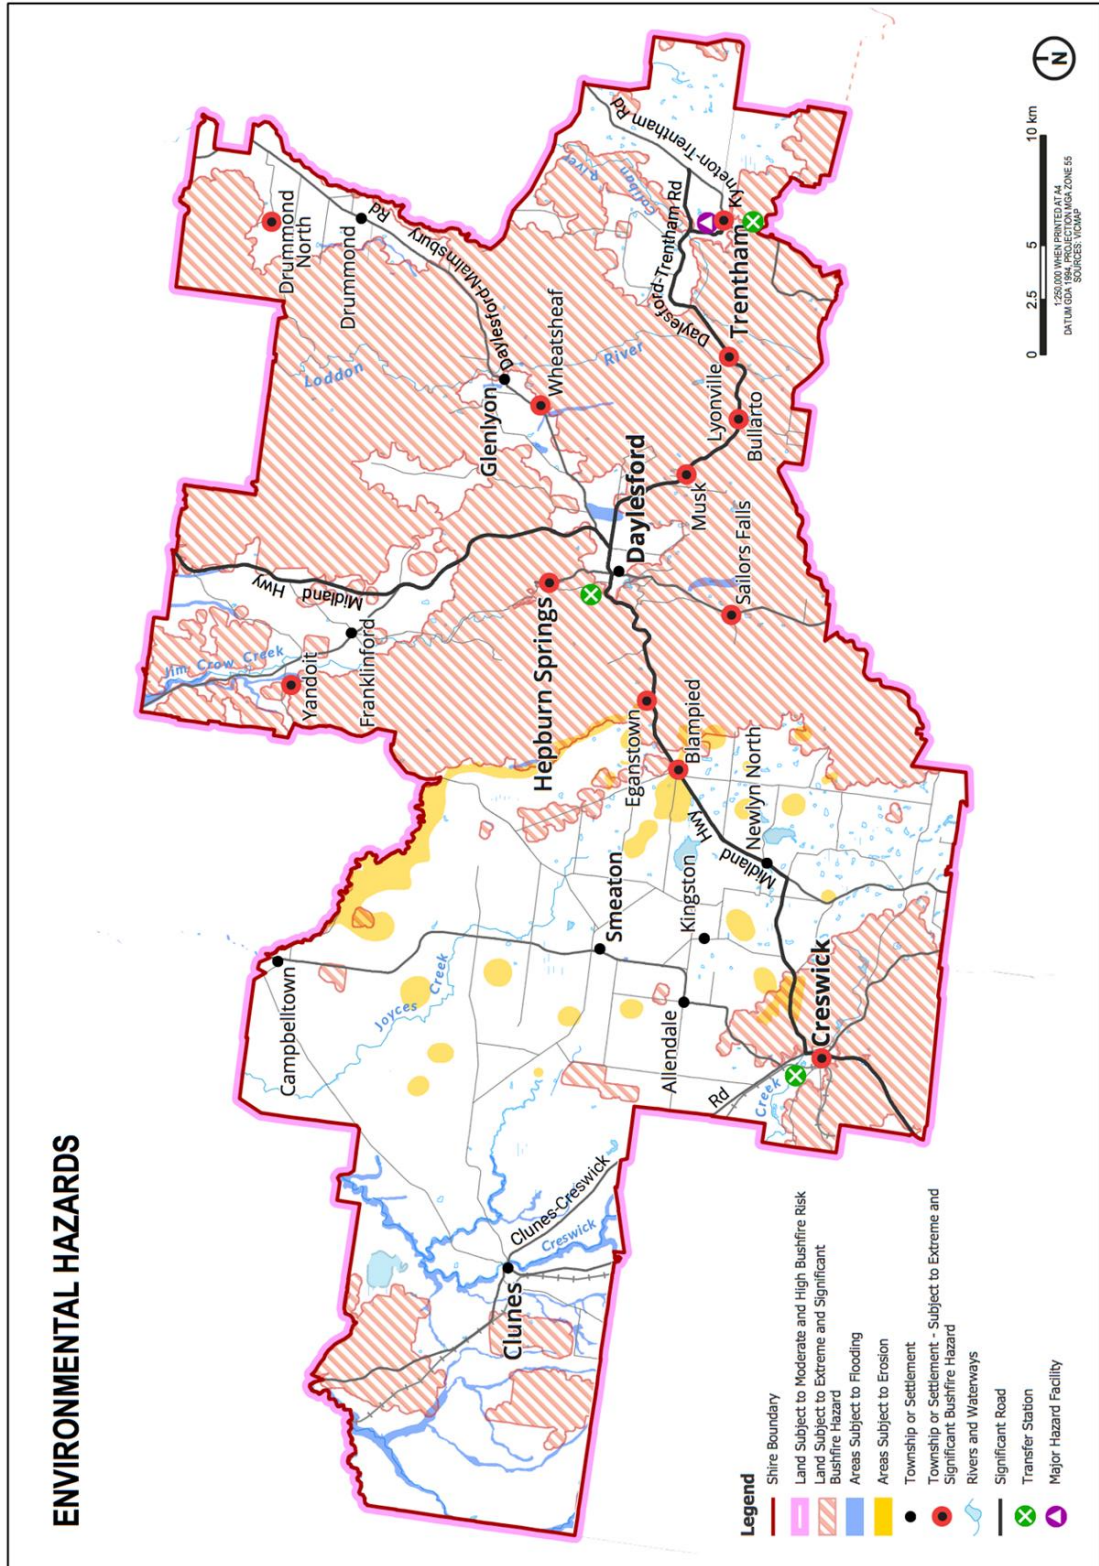 ENVIRONMENTAL HAZARDS
Campbelltown
Joyces Creek
Clunes
Clunes-Creswick
Rd
Creswick
Creek
Allendale
Smeaton
Kingston
Creswick
Newlyn North
Midland Hwy
Blampied
Eganstown
Yandoit
Jim Crow Creek
Franklinford
Midland Hwy
Hepburn Springs
Daylesford
Sailors Falls
Musk
Bullarto
Lyonville
Glenlyon
Wheatsheaf
Loddon
River
Daylesford-Malmsbury
Rd
Drummond
Drummond
North
Trentham
Daylesford-Trentham Rd
Coliban
River
Kyneton-Trentham Rd
Legend
Shire Boundary
Land Subject to Moderate and High Bushfire Risk
Land Subject to Extreme and Significant
Bushfire Hazard
Areas Subject to Flooding
Areas Subject to Erosion
Township or Settlement
Township or Settlement - Subject to Extreme and
Significant Bushfire Hazard
Rivers and Waterways
Significant Road
Transfer Station
Major Hazard Facility
0 2.5 5 10 km
1:250,000 WHEN PRINTED AT A4
DATUM GDA 1994, PROJECTION MGA ZONE 55
SOURCES: VICMAP
N